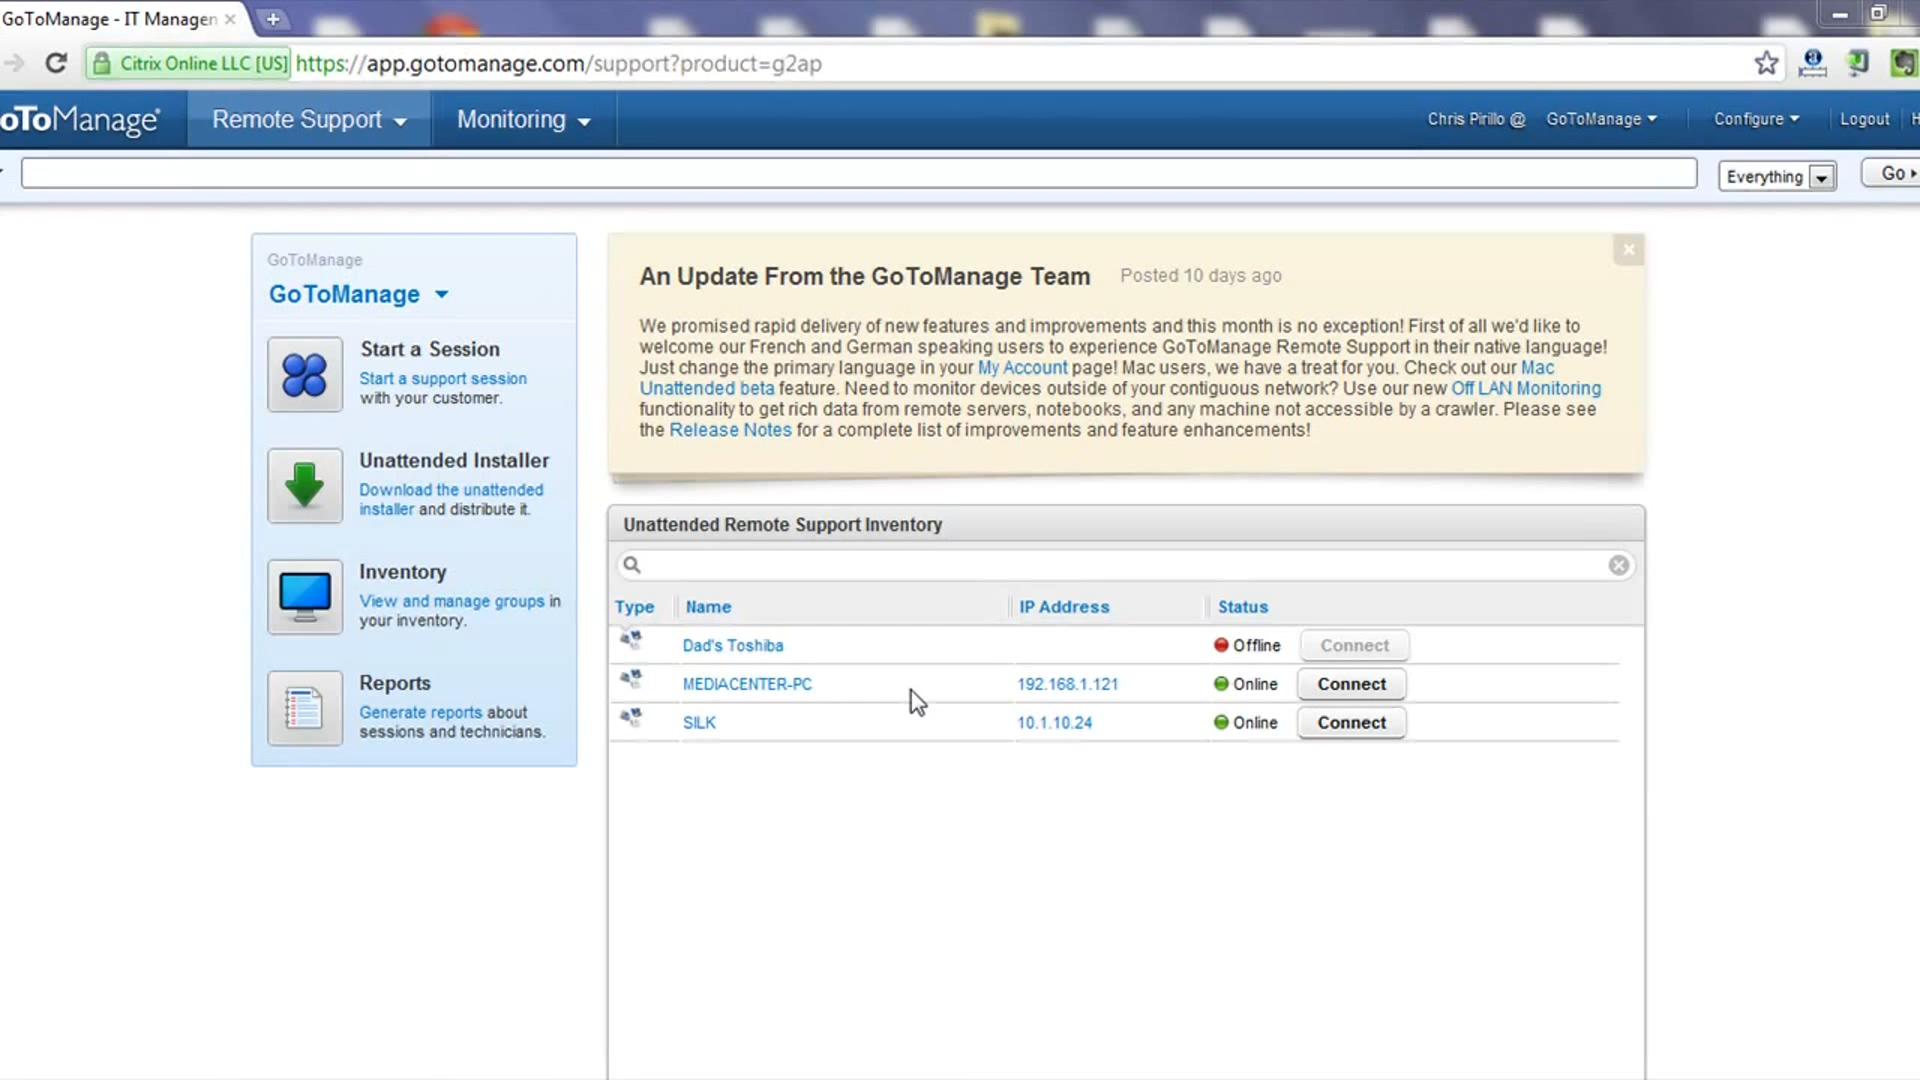 GoToManage - IT Managen
Citrix Online LLC [US] https://app.gotomanage.com/support?product=g2ap
oToManage® Remote Support Monitoring Chris Pirillo @ GoToManage Configure Logout H
Everything Go
GoToManage
GoToManage
Start a Session
Start a support session
with your customer.
Unattended Installer
Download the unattended
installer and distribute it.
Inventory
View and manage groups in
your inventory.
Reports
Generate reports about
sessions and technicians.
An Update From the GoToManage Team Posted 10 days ago
We promised rapid delivery of new features and improvements and this month is no exception! First of all we'd like to
welcome our French and German speaking users to experience GoToManage Remote Support in their native language!
Just change the primary language in your My Account page! Mac users, we have a treat for you. Check out our Mac
Unattended beta feature. Need to monitor devices outside of your contiguous network? Use our new Off LAN Monitoring
functionality to get rich data from remote servers, notebooks, and any machine not accessible by a crawler. Please see
the Release Notes for a complete list of improvements and feature enhancements!
Unattended Remote Support Inventory
Type Name IP Address Status
Dad's Toshiba Offline Connect
MEDIACENTER-PC 192.168.1.121 Online Connect
SILK 10.1.10.24 Online Connect